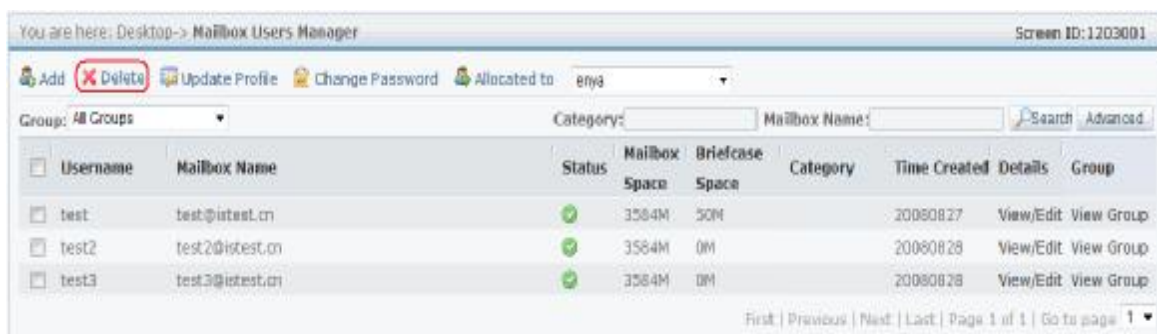 You are here: Desktop-> Mailbox Users Manager Screen ID:1203001
Add Delete Update Profile Change Password Allocated to enya
Group: All Groups Category: Mailbox Name: Search Advanced
Username Mailbox Name Status Mailbox Space Briefcase Space Category Time Created Details Group
test test@istest.cn 3584M 50M 20080827 View/Edit View Group
test2 test2@istest.cn 3584M 0M 20080828 View/Edit View Group
test3 test3@istest.cn 3584M 0M 20080828 View/Edit View Group
First | Previous | Next | Last | Page 1 of 1 | Go to page 1